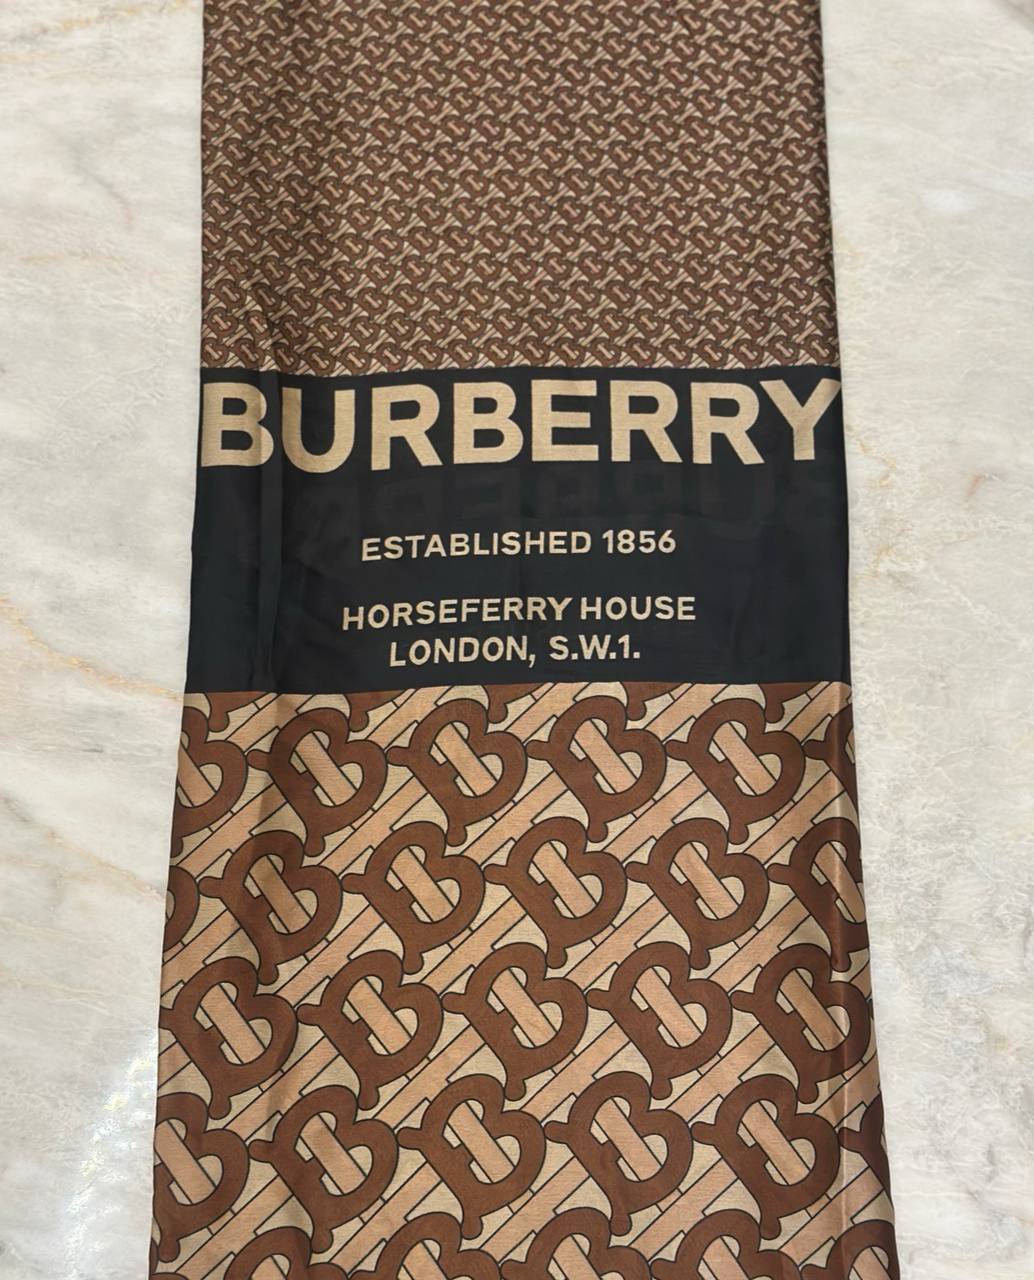 BURBERRY
ESTABLISHED 1856
HORSEFERRY HOUSE
LONDON, S.W.1.